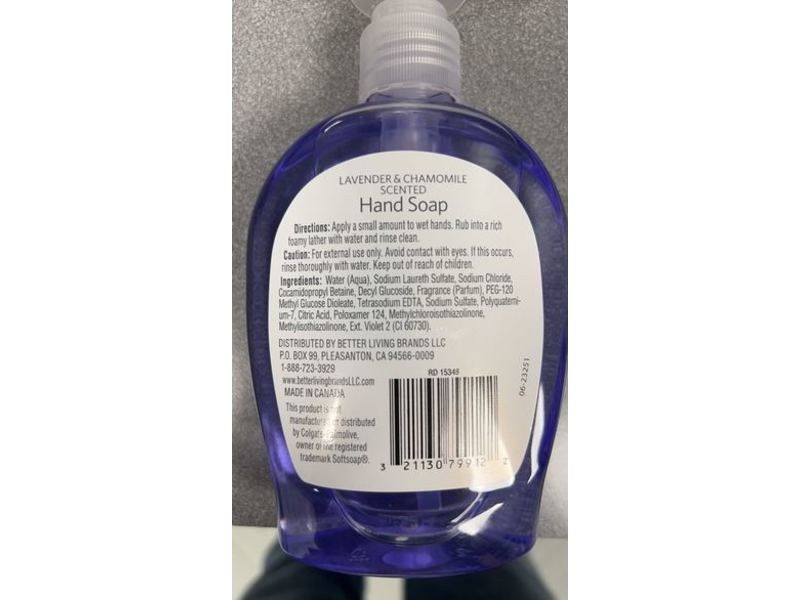 LAVENDER & CHAMOMILE
SCENTED
Hand Soap
Directions: Apply a small amount to wet hands. Rub into a rich
foamy lather with water and rinse clean.
Caution: For external use only. Avoid contact with eyes. If this occurs,
rinse thoroughly with water. Keep out of reach of children.
Ingredients: Water (Aqua), Sodium Laureth Sulfate, Sodium Chloride,
Cocamidopropyl Betaine, Decyl Glucoside, Fragrance (Parfum), PEG-120
Methyl Glucose Dioleate, Tetrasodium EDTA, Sodium Sulfate, Polyquaterni-
um-7, Citric Acid, Poloxamer 124, Methylchloroisothiazolinone,
Methylisothiazolinone, Ext. Violet 2 (CI 60730).
DISTRIBUTED BY BETTER LIVING BRANDS LLC
P.O. BOX 99, PLEASANTON, CA 94566-0009
1-888-723-3929
www.betterlivingbrandsLLC.com
MADE IN CANADA
This product is not
manufactured or distributed
by Colgate-Palmolive,
owner of the registered
trademark Softsoap®.
RD 15348
3 21130 79912 2
06-23251